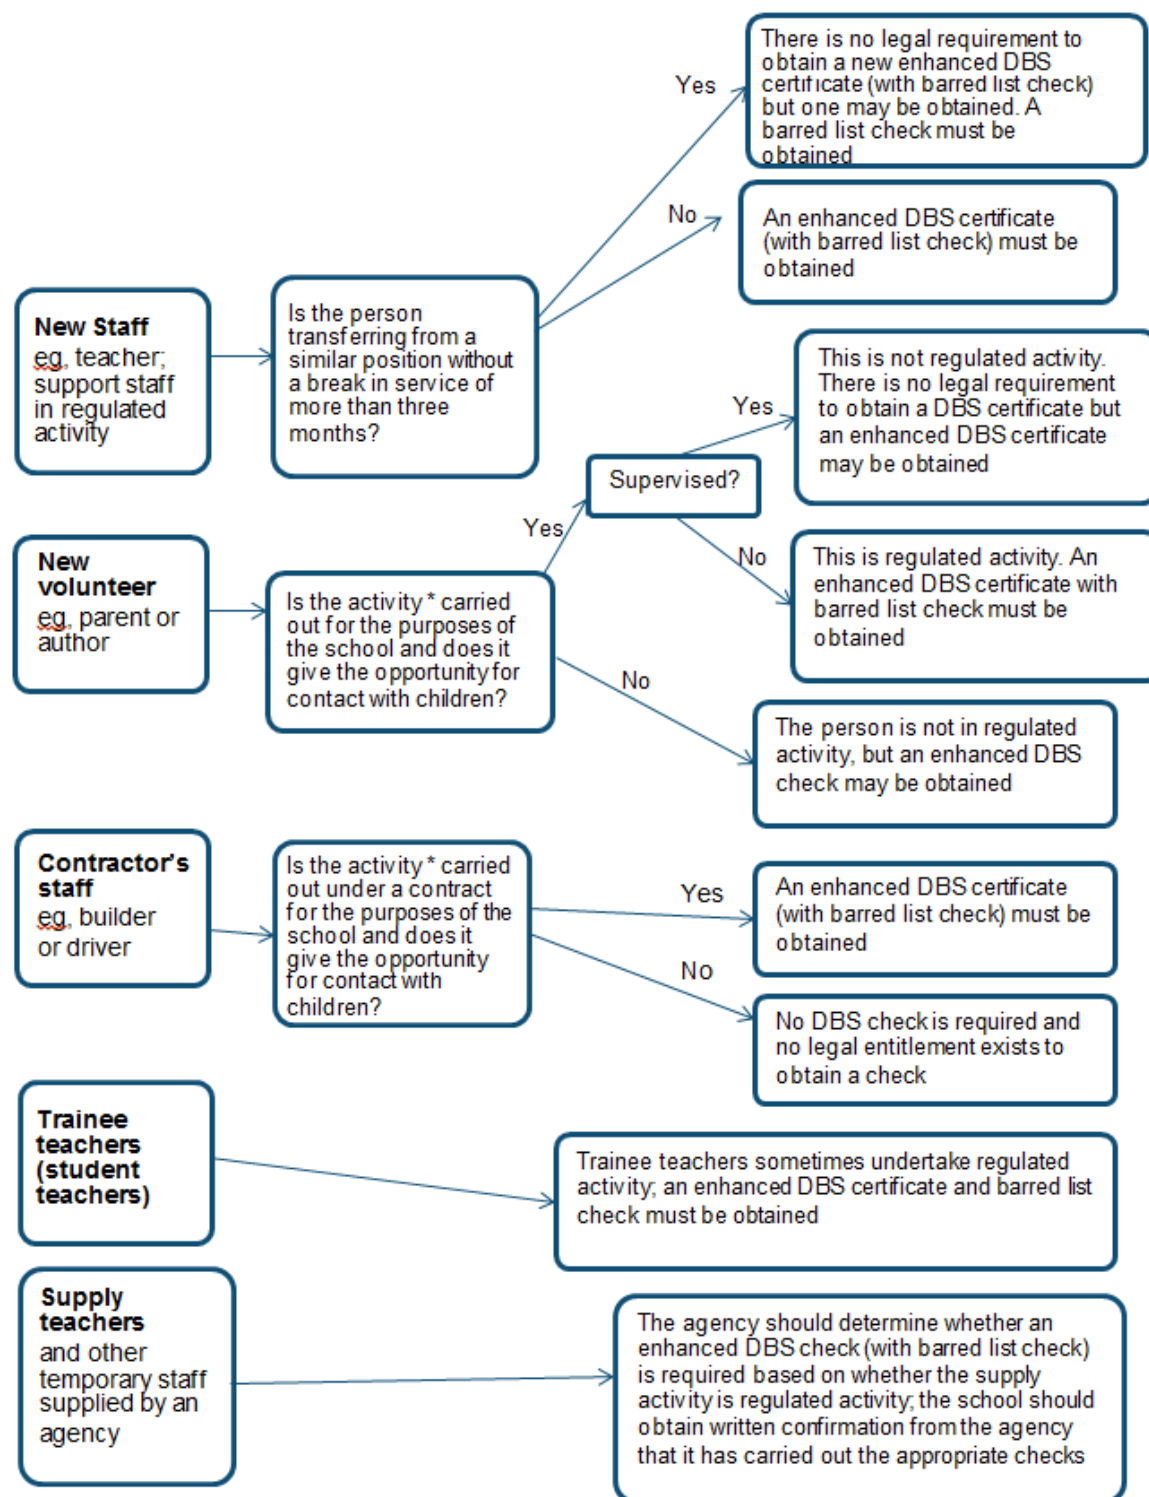 There is no legal requirement to
obtain a new enhanced DBS
certificate (with barred list check)
but one may be obtained. A
barred list check must be
obtained
Yes
No
An enhanced DBS certificate
(with barred list check) must be
obtained
New Staff
eg, teacher;
support staff
in regulated
activity
Is the person
transferring from a
similar position without
a break in service of
more than three
months?
This is not regulated activity.
There is no legal requirement
to obtain a DBS certificate but
an enhanced DBS certificate
may be obtained
Yes
Supervised?
Yes
No
This is regulated activity. An
enhanced DBS certificate with
barred list check must be
obtained
New
volunteer
eg, parent or
author
Is the activity * carried
out for the purposes of
the school and does it
give the opportunity for
contact with children?
No
The person is not in regulated
activity, but an enhanced DBS
check may be obtained
Contractor's
staff
eg, builder
or driver
Is the activity * carried
out under a contract
for the purposes of the
school and does it
give the opportunity
for contact with
children?
Yes
An enhanced DBS certificate
(with barred list check) must be
obtained
No
No DBS check is required and
no legal entitlement exists to
obtain a check
Trainee
teachers
(student
teachers)
Trainee teachers sometimes undertake regulated
activity; an enhanced DBS certificate and barred list
check must be obtained
Supply
teachers
and other
temporary staff
supplied by an
agency
The agency should determine whether an
enhanced DBS check (with barred list check)
is required based on whether the supply
activity is regulated activity; the school should
obtain written confirmation from the agency
that it has carried out the appropriate checks